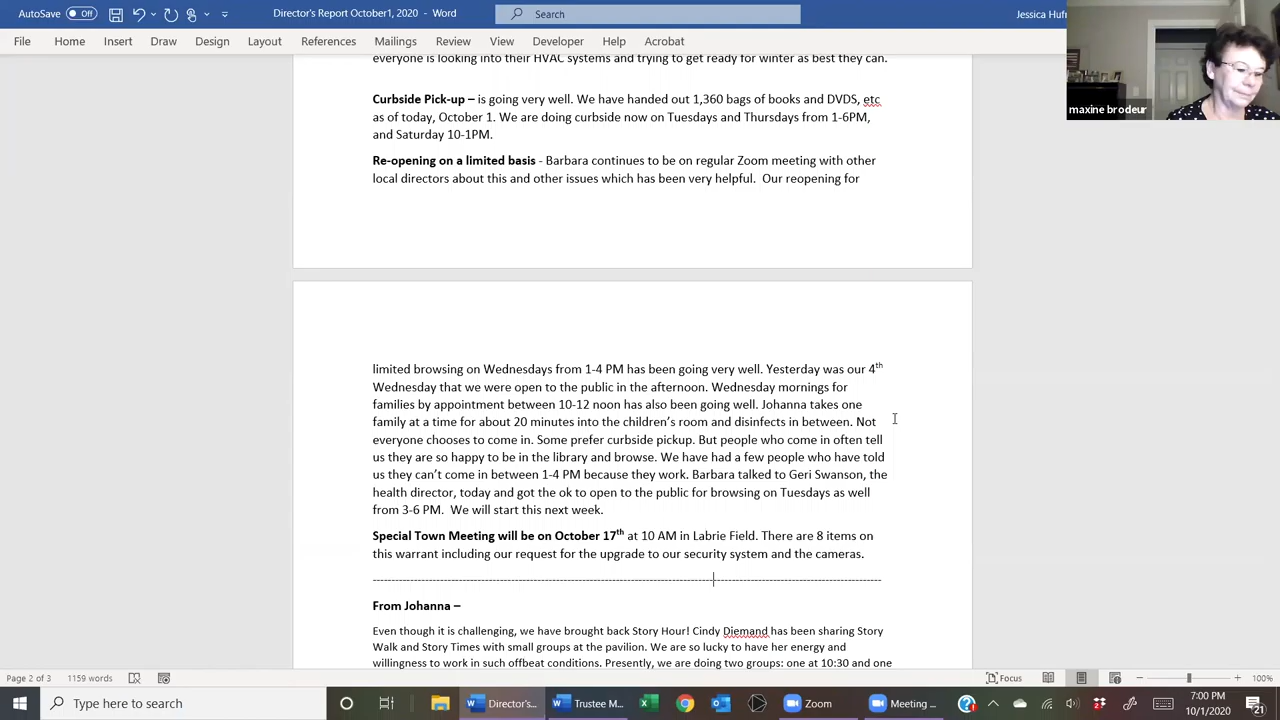 AutoSave Off
Director's Report October1, 2020 - Word
Search
Jessica Huf
File Home Insert Draw Design Layout References Mailings Review View Developer Help Acrobat
maxine brodeur
everyone is looking into their HVAC systems and trying to get ready for winter as best they can.
Curbside Pick-up – is going very well. We have handed out 1,360 bags of books and DVDS, etc
as of today, October 1. We are doing curbside now on Tuesdays and Thursdays from 1-6PM,
and Saturday 10-1PM.
Re-opening on a limited basis - Barbara continues to be on regular Zoom meeting with other
local directors about this and other issues which has been very helpful.  Our reopening for
limited browsing on Wednesdays from 1-4 PM has been going very well. Yesterday was our 4th
Wednesday that we were open to the public in the afternoon. Wednesday mornings for
families by appointment between 10-12 noon has also been going well. Johanna takes one
family at a time for about 20 minutes into the children's room and disinfects in between. Not
everyone chooses to come in. Some prefer curbside pickup. But people who come in often tell
us they are so happy to be in the library and browse. We have had a few people who have told
us they can't come in between 1-4 PM because they work. Barbara talked to Geri Swanson, the
health director, today and got the ok to open to the public for browsing on Tuesdays as well
from 3-6 PM.  We will start this next week.
Special Town Meeting will be on October 17th at 10 AM in Labrie Field. There are 8 items on
this warrant including our request for the upgrade to our security system and the cameras.
--------------------------------------------------------------------------------------------------------------
From Johanna –
Even though it is challenging, we have brought back Story Hour! Cindy Diemand has been sharing Story
Walk and Story Times with small groups at the pavilion. We are so lucky to have her energy and
willingness to work in such offbeat conditions. Presently, we are doing two groups: one at 10:30 and one
Page 2 of 3 1159 words Focus 100%
Type here to search
Director's... Trustee M... Zoom Meeting ...
7:00 PM
10/1/2020
21